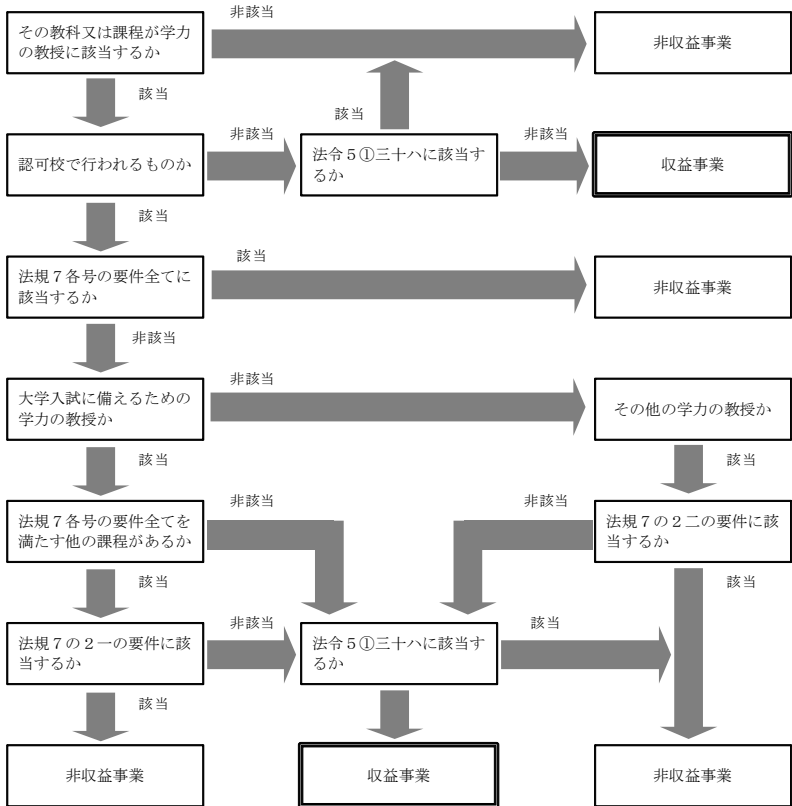 その教科又は課程が学力
の教授に該当するか
非該当
非収益事業
該当
該当
認可校で行われるものか
非該当
法令5①三十ハに該当す
るか
非該当
収益事業
該当
法規7各号の要件全てに
該当するか
該当
非収益事業
非該当
大学入試に備えるための
学力の教授か
非該当
その他の学力の教授か
該当
該当
法規7各号の要件全てを
満たす他の課程があるか
非該当
非該当
法規7の2二の要件に該
当するか
該当
該当
法規7の2一の要件に該
当するか
非該当
法令5①三十ハに該当す
るか
該当
該当
非収益事業
収益事業
非収益事業